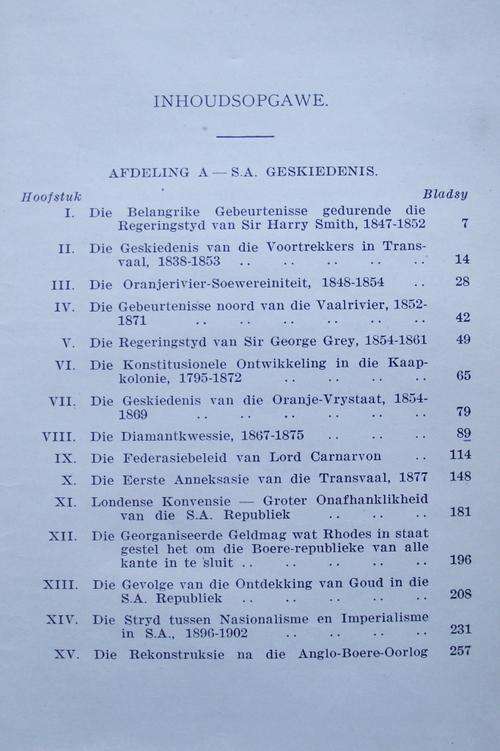 INHOUDSOPGAWE.
AFDELING A — S.A. GESKIEDENIS.
Hoofstuk Bladsy
I. Die Belangrike Gebeurtenisse gedurende die
Regeringstyd van Sir Harry Smith, 1847-1852 7
II. Die Geskiedenis van die Voortrekkers in Trans-
vaal, 1838-1853 .. .. .. .. .. 14
III. Die Oranjerivier-Soewereiniteit, 1848-1854 .. 28
IV. Die Gebeurtenisse noord van die Vaalrivier, 1852-
1871 .. .. .. .. .. .. 42
V. Die Regeringstyd van Sir George Grey, 1854-1861 49
VI. Die Konstitusionele Ontwikkeling in die Kaap-
kolonie, 1795-1872 .. .. .. .. 65
VII. Die Geskiedenis van die Oranje-Vrystaat, 1854-
1869 .. .. .. .. .. .. 79
VIII. Die Diamantkwessie, 1867-1875 .. .. .. 89
IX. Die Federasiebeleid van Lord Carnarvon .. 114
X. Die Eerste Anneksasie van die Transvaal, 1877 148
XI. Londense Konvensie — Groter Onafhanklikheid
van die S.A. Republiek .. .. .. 181
XII. Die Georganiseerde Geldmag wat Rhodes in staat
gestel het om die Boere-republieke van alle
kante in te sluit .. .. .. .. .. 196
XIII. Die Gevolge van die Ontdekking van Goud in die
S.A. Republiek .. .. .. .. .. 208
XIV. Die Stryd tussen Nasionalisme en Imperialisme
in S.A., 1896-1902 .. .. .. .. 231
XV. Die Rekonstruksie na die Anglo-Boere-Oorlog 257